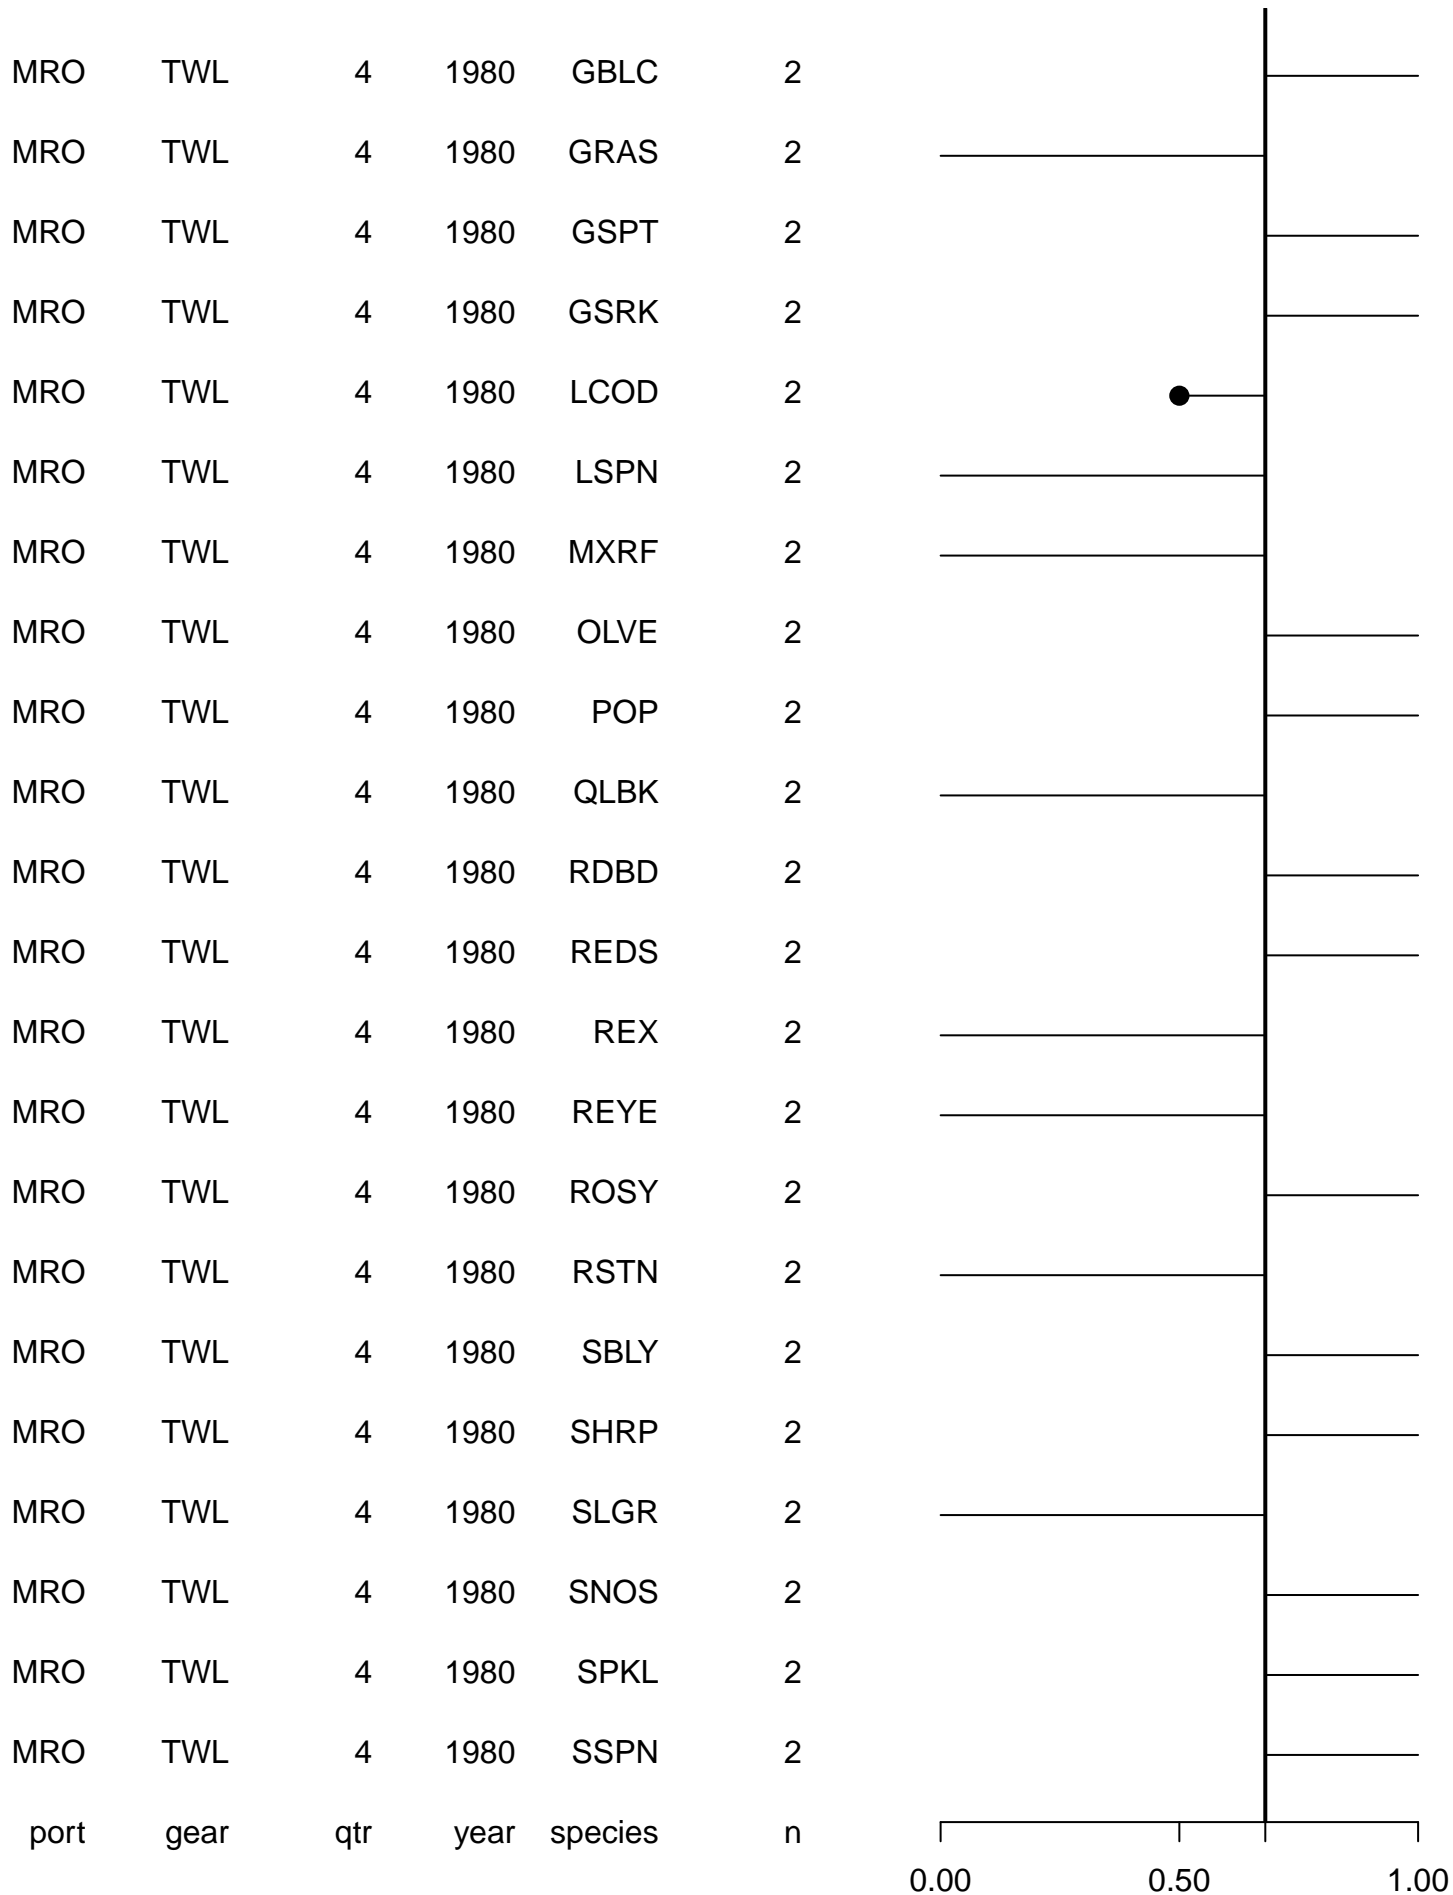 MRO TWL 4 1980 GBLC 2
MRO TWL 4 1980 GRAS 2
MRO TWL 4 1980 GSPT 2
MRO TWL 4 1980 GSRK 2
MRO TWL 4 1980 LCOD 2
MRO TWL 4 1980 LSPN 2
MRO TWL 4 1980 MXRF 2
MRO TWL 4 1980 OLVE 2
MRO TWL 4 1980 POP 2
MRO TWL 4 1980 QLBK 2
MRO TWL 4 1980 RDBD 2
MRO TWL 4 1980 REDS 2
MRO TWL 4 1980 REX 2
MRO TWL 4 1980 REYE 2
MRO TWL 4 1980 ROSY 2
MRO TWL 4 1980 RSTN 2
MRO TWL 4 1980 SBLY 2
MRO TWL 4 1980 SHRP 2
MRO TWL 4 1980 SLGR 2
MRO TWL 4 1980 SNOS 2
MRO TWL 4 1980 SPKL 2
MRO TWL 4 1980 SSPN 2
port gear qtr year species n
0.00 0.50 1.00